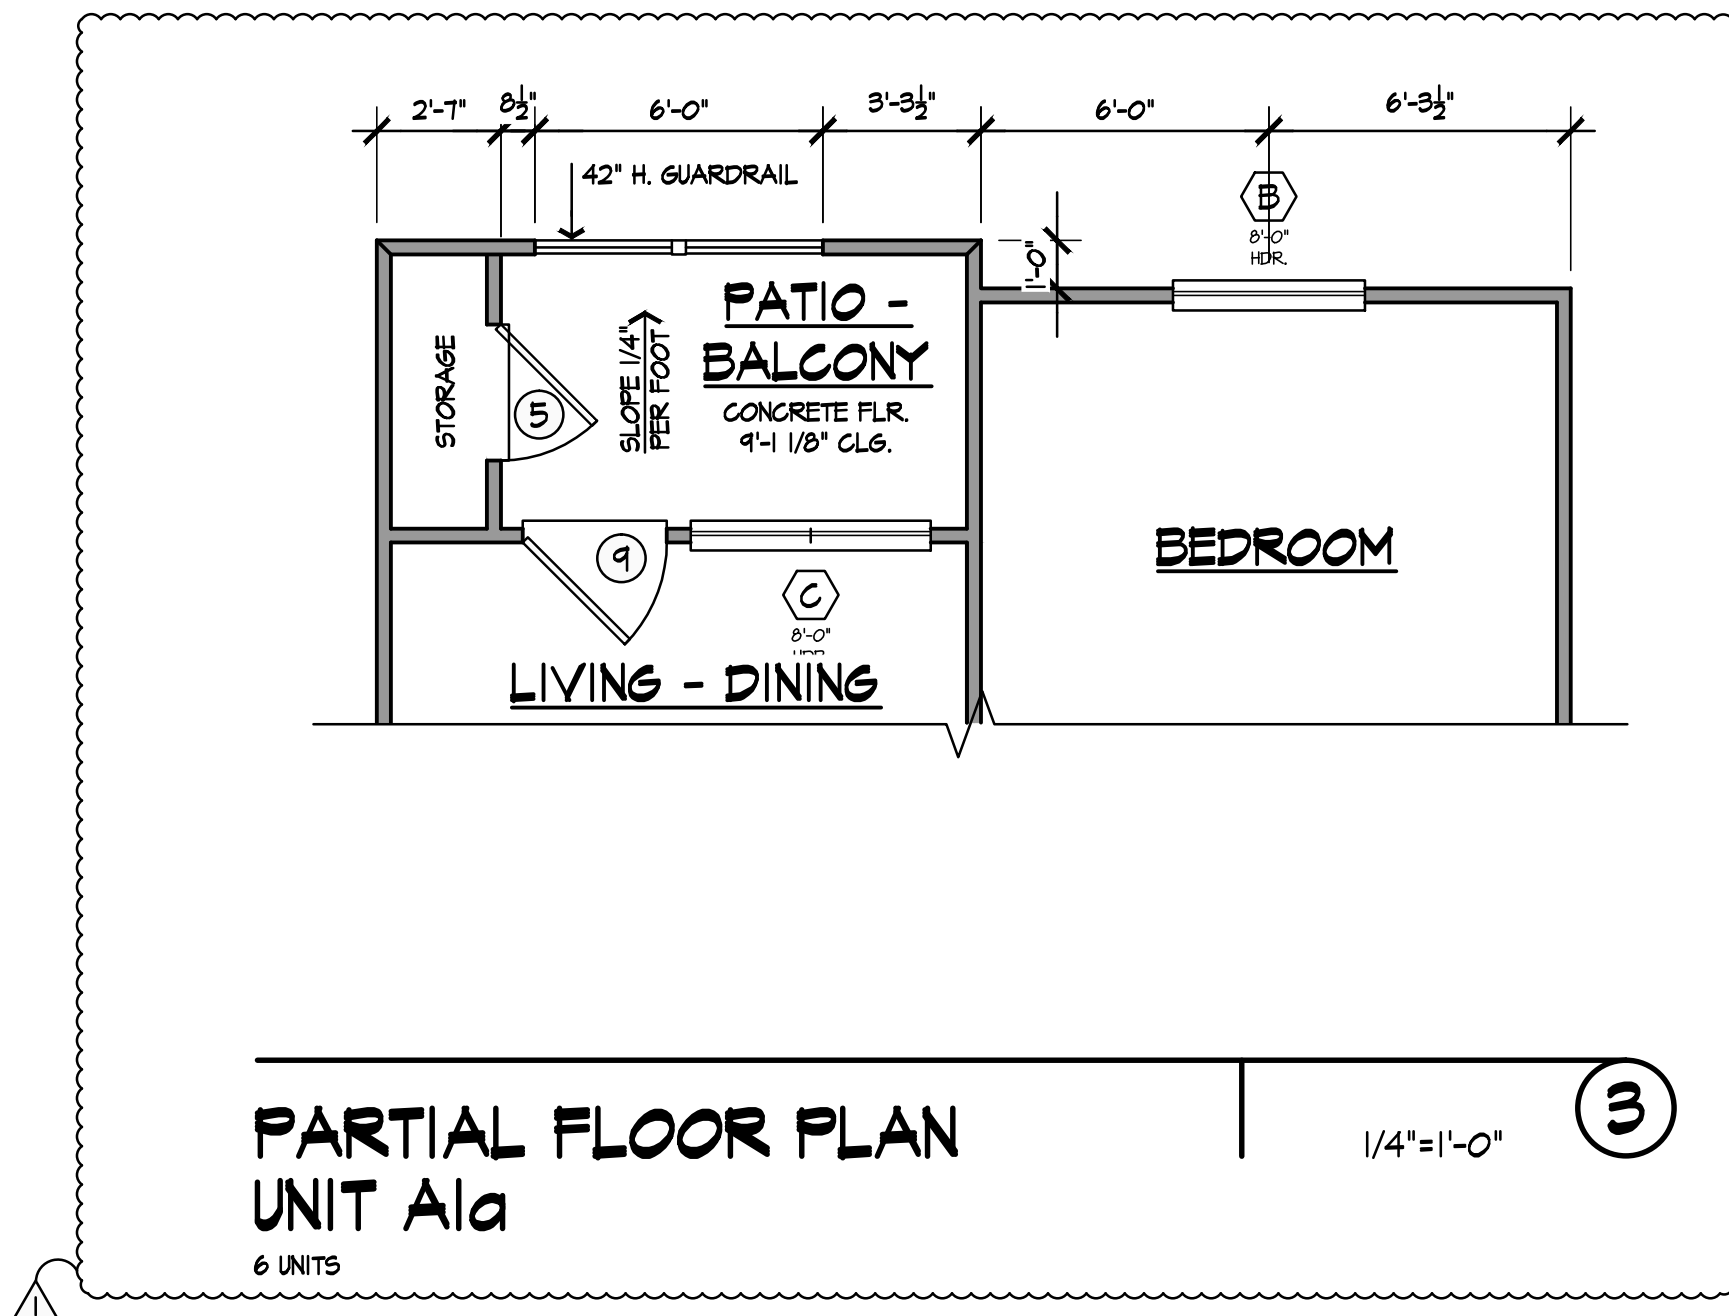 2'-7" 8½" 6'-0" 3'-3½" 6'-0" 6'-3½"
42" H. GUARDRAIL
B
8'-0"
HDR.
1'-0"
PATIO -
BALCONY
CONCRETE FLR.
9'-1 1/8" CLG.
SLOPE 1/4"
PER FOOT
STORAGE
5
9
C
8'-0"
BEDROOM
LIVING - DINING
PARTIAL FLOOR PLAN
UNIT A1a
6 UNITS
1/4"=1'-0"
3